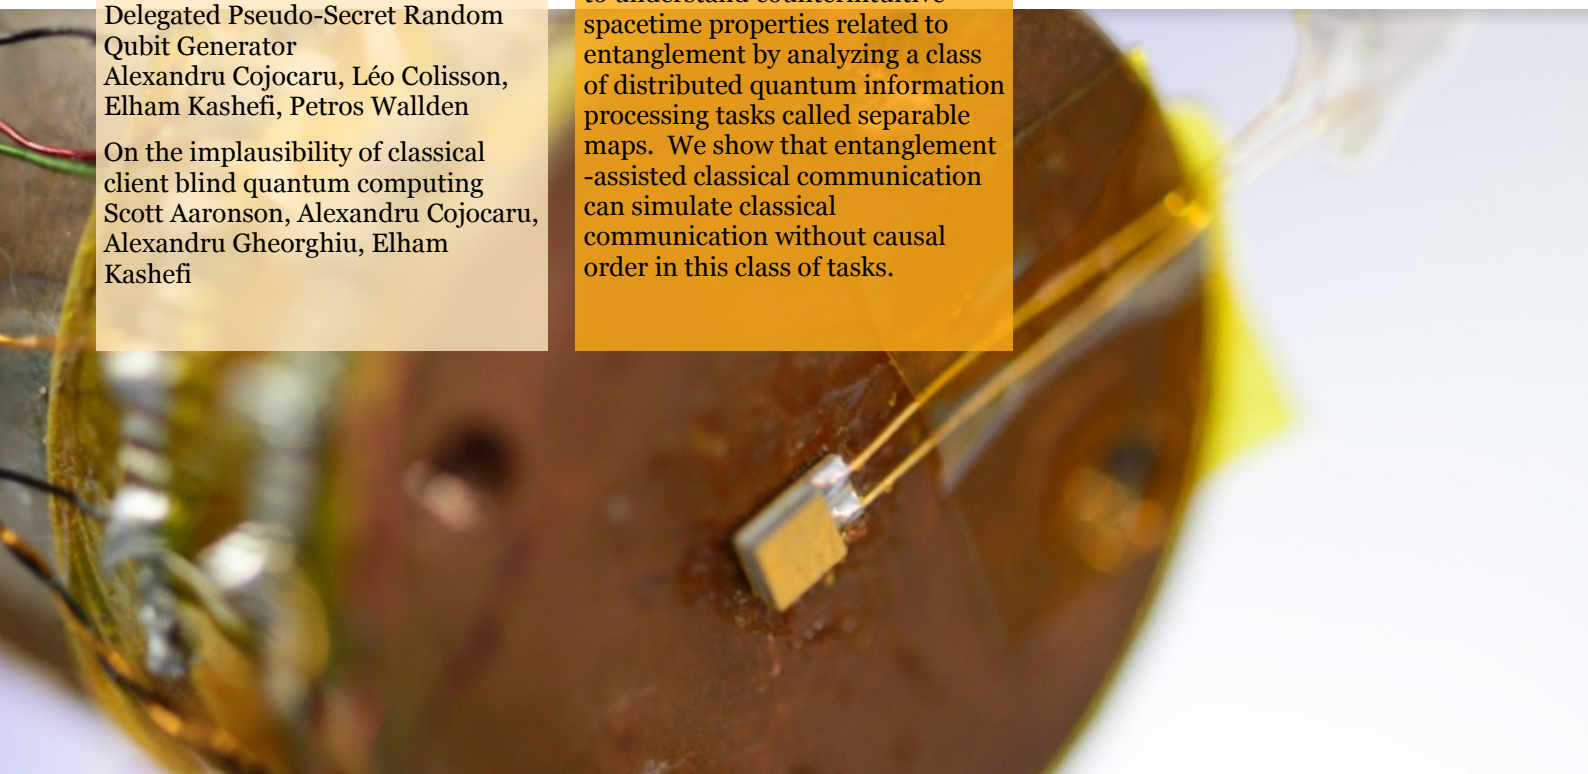 Delegated Pseudo-Secret Random
Qubit Generator
Alexandru Cojocaru, Léo Colisson,
Elham Kashefi, Petros Wallden
On the implausibility of classical
client blind quantum computing
Scott Aaronson, Alexandru Cojocaru,
Alexandru Gheorghiu, Elham
Kashefi
to understand counterintuitive
spacetime properties related to
entanglement by analyzing a class
of distributed quantum information
processing tasks called separable
maps.  We show that entanglement
-assisted classical communication
can simulate classical
communication without causal
order in this class of tasks.